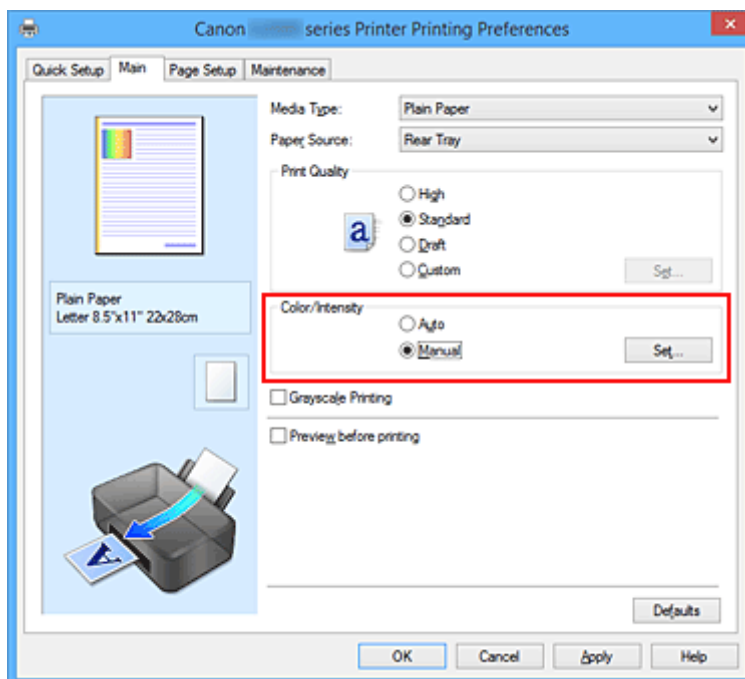 Canon series Printer Printing Preferences
Quick Setup Main Page Setup Maintenance
Media Type: Plain Paper
Paper Source: Rear Tray
Print Quality
High
Standard
Draft
Custom Set...
Plain Paper
Letter 8.5"x11" 22x28cm
Color/Intensity
Auto
Manual Set...
Grayscale Printing
Preview before printing
Defaults
OK Cancel Apply Help